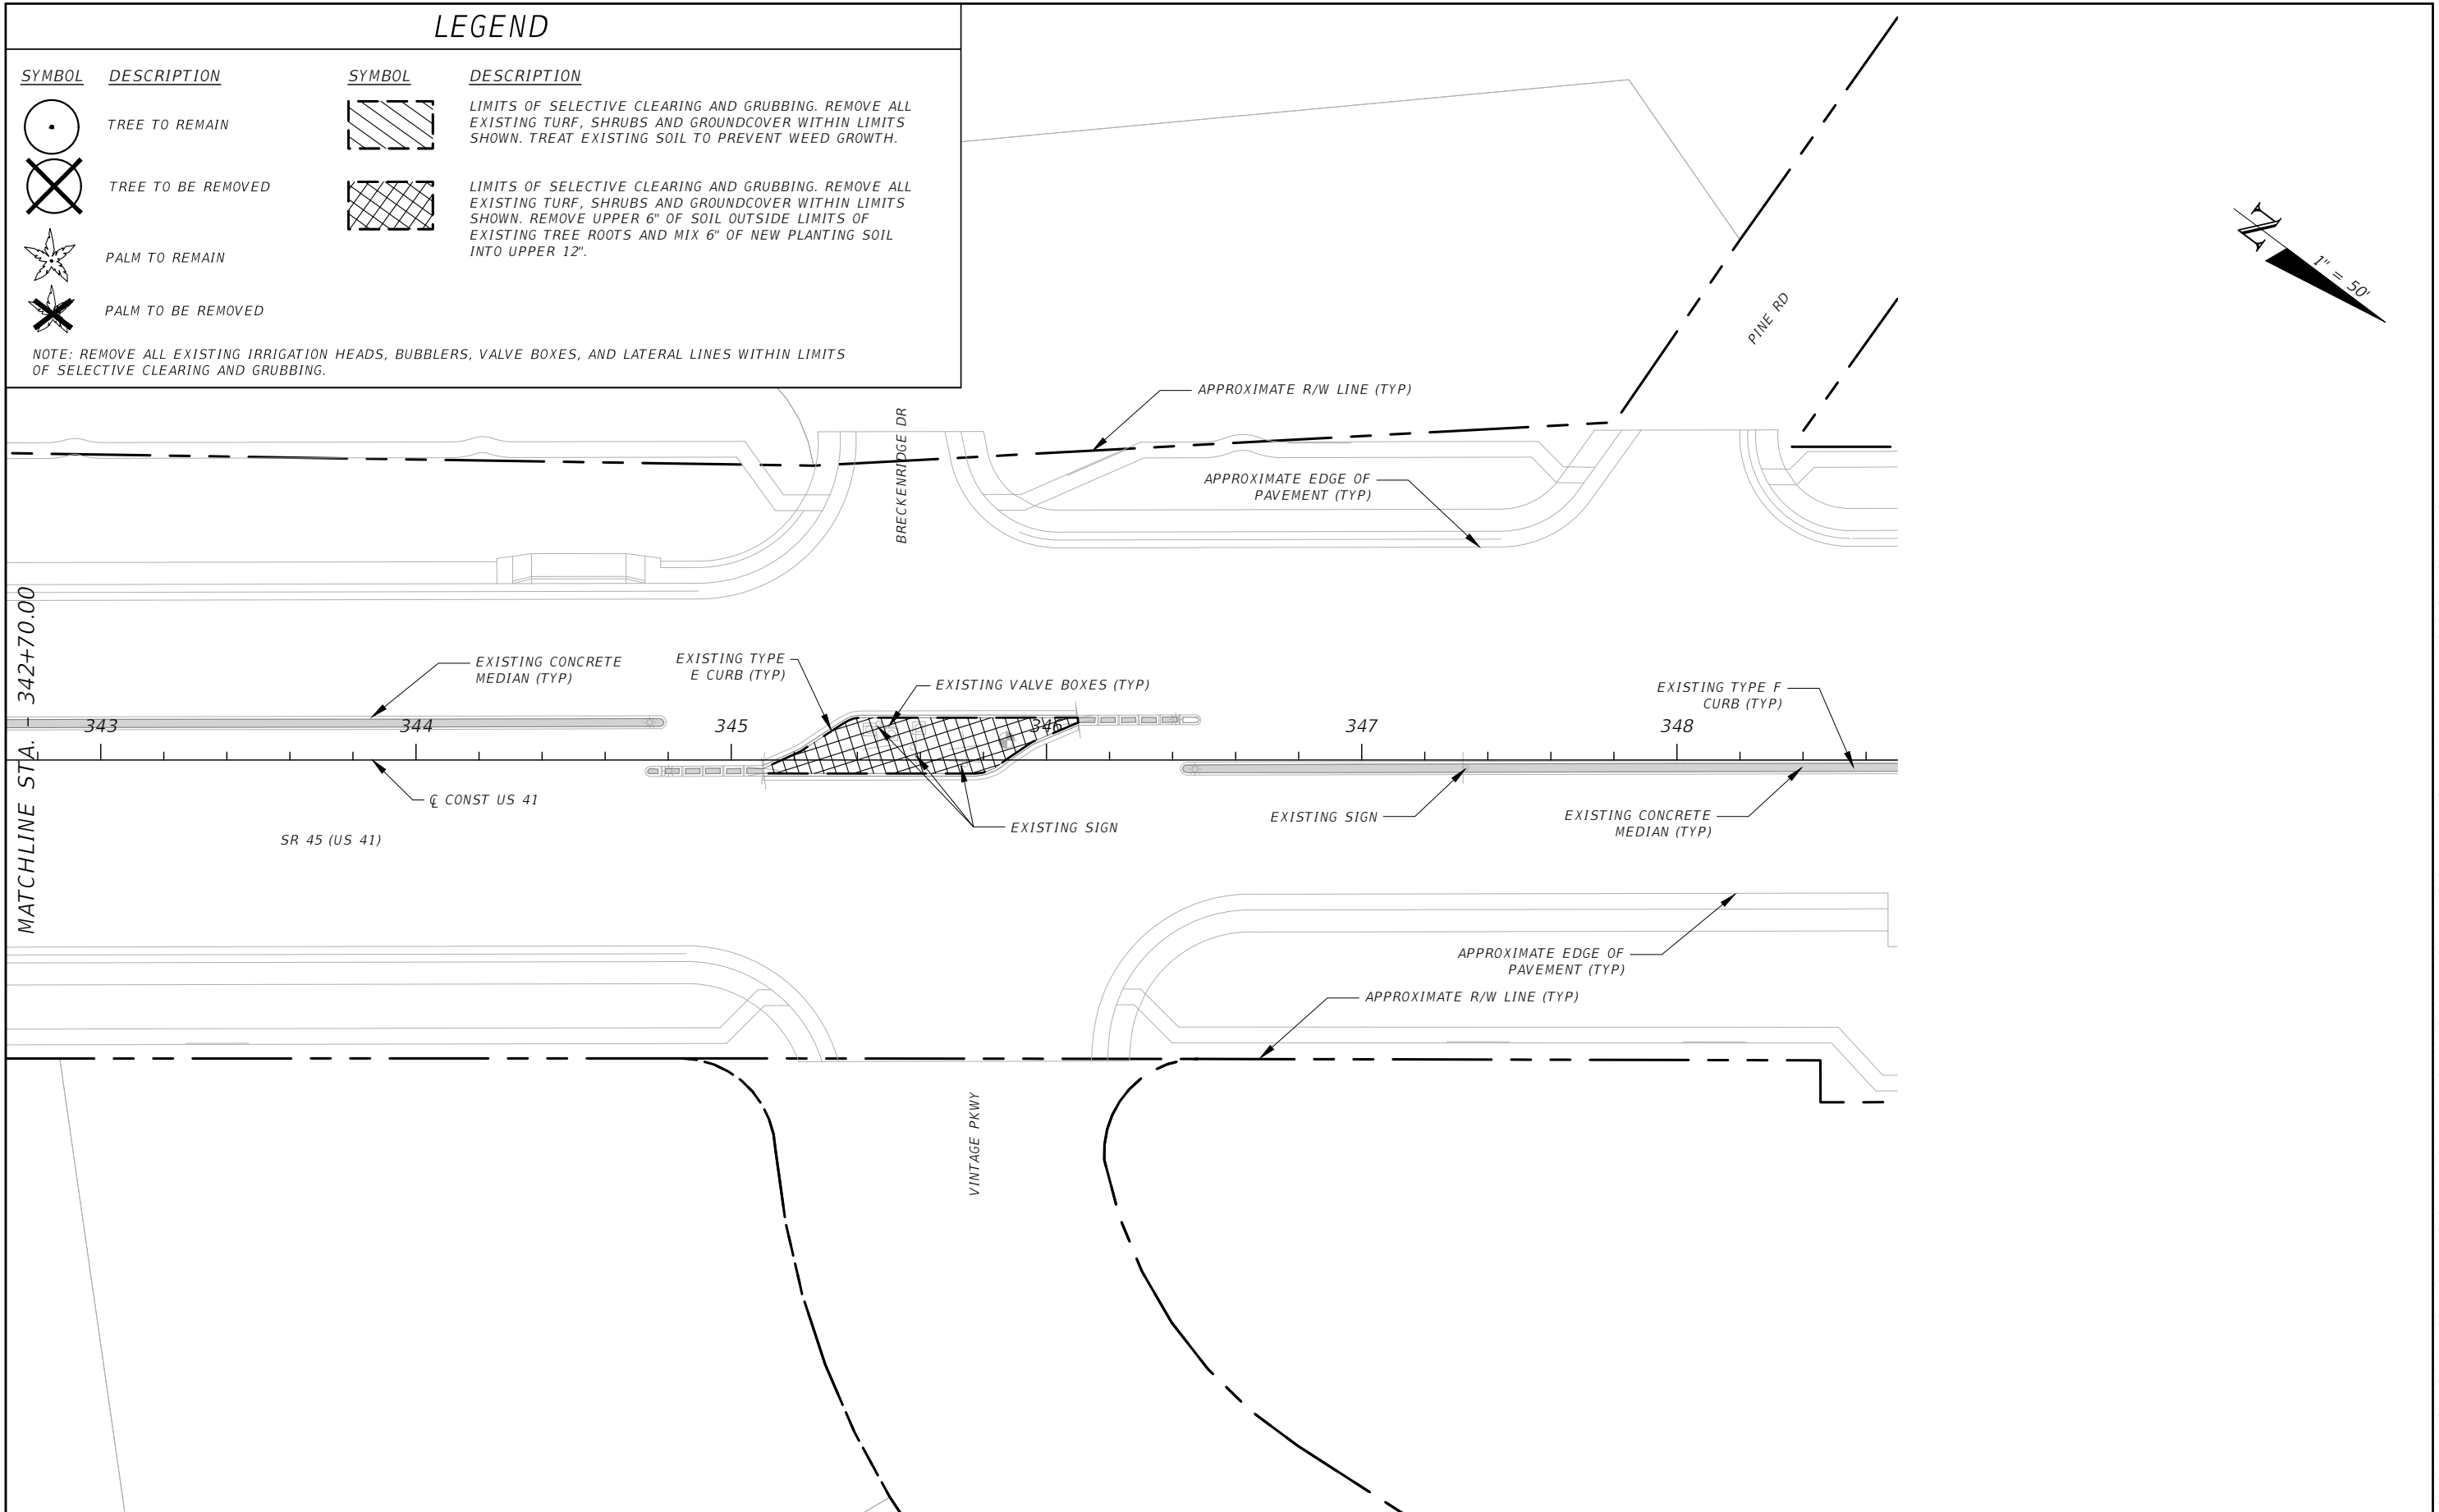 LEGEND
SYMBOL DESCRIPTION SYMBOL DESCRIPTION
TREE TO REMAIN
TREE TO BE REMOVED
PALM TO REMAIN
PALM TO BE REMOVED
LIMITS OF SELECTIVE CLEARING AND GRUBBING. REMOVE ALL
EXISTING TURF, SHRUBS AND GROUNDCOVER WITHIN LIMITS
SHOWN. TREAT EXISTING SOIL TO PREVENT WEED GROWTH.
LIMITS OF SELECTIVE CLEARING AND GRUBBING. REMOVE ALL
EXISTING TURF, SHRUBS AND GROUNDCOVER WITHIN LIMITS
SHOWN. REMOVE UPPER 6" OF SOIL OUTSIDE LIMITS OF
EXISTING TREE ROOTS AND MIX 6" OF NEW PLANTING SOIL
INTO UPPER 12".
NOTE: REMOVE ALL EXISTING IRRIGATION HEADS, BUBBLERS, VALVE BOXES, AND LATERAL LINES WITHIN LIMITS
OF SELECTIVE CLEARING AND GRUBBING.
N
1" = 50'
PINE RD
APPROXIMATE R/W LINE (TYP)
BRECKENRIDGE DR
APPROXIMATE EDGE OF
PAVEMENT (TYP)
MATCHLINE STA. - 342+70.00
EXISTING CONCRETE
MEDIAN (TYP)
EXISTING TYPE
E CURB (TYP)
EXISTING VALVE BOXES (TYP)
EXISTING TYPE F
CURB (TYP)
343
344
345
346
347
348
℄ CONST US 41
SR 45 (US 41)
EXISTING SIGN
EXISTING SIGN
EXISTING CONCRETE
MEDIAN (TYP)
APPROXIMATE EDGE OF
PAVEMENT (TYP)
APPROXIMATE R/W LINE (TYP)
VINTAGE PKWY